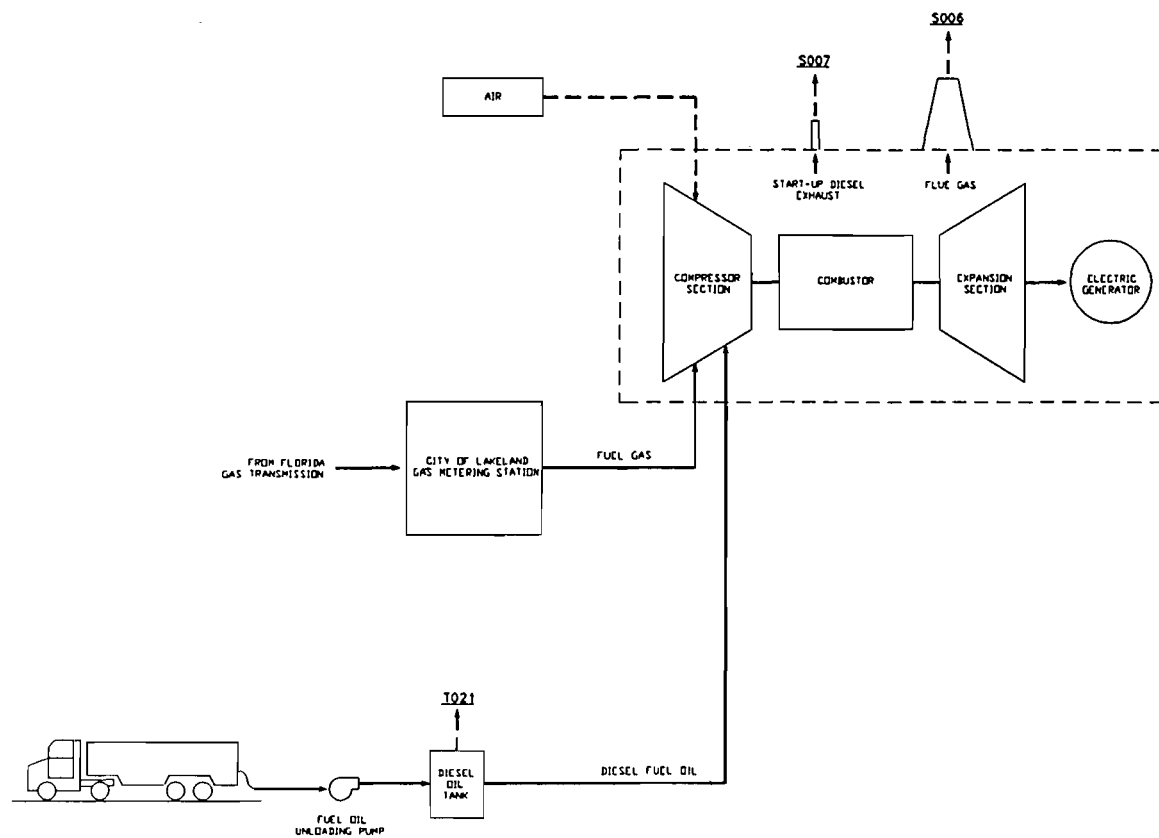 S006
S007
AIR
START-UP DIESEL
EXHAUST
FLUE GAS
COMPRESSOR
SECTION
COMBUSTOR
EXPANSION
SECTION
ELECTRIC
GENERATOR
FROM FLORIDA
GAS TRANSMISSION
CITY OF LAKELAND
GAS METERING STATION
FUEL GAS
T021
DIESEL
OIL
TANK
DIESEL FUEL OIL
FUEL OIL
UNLOADING PUMP